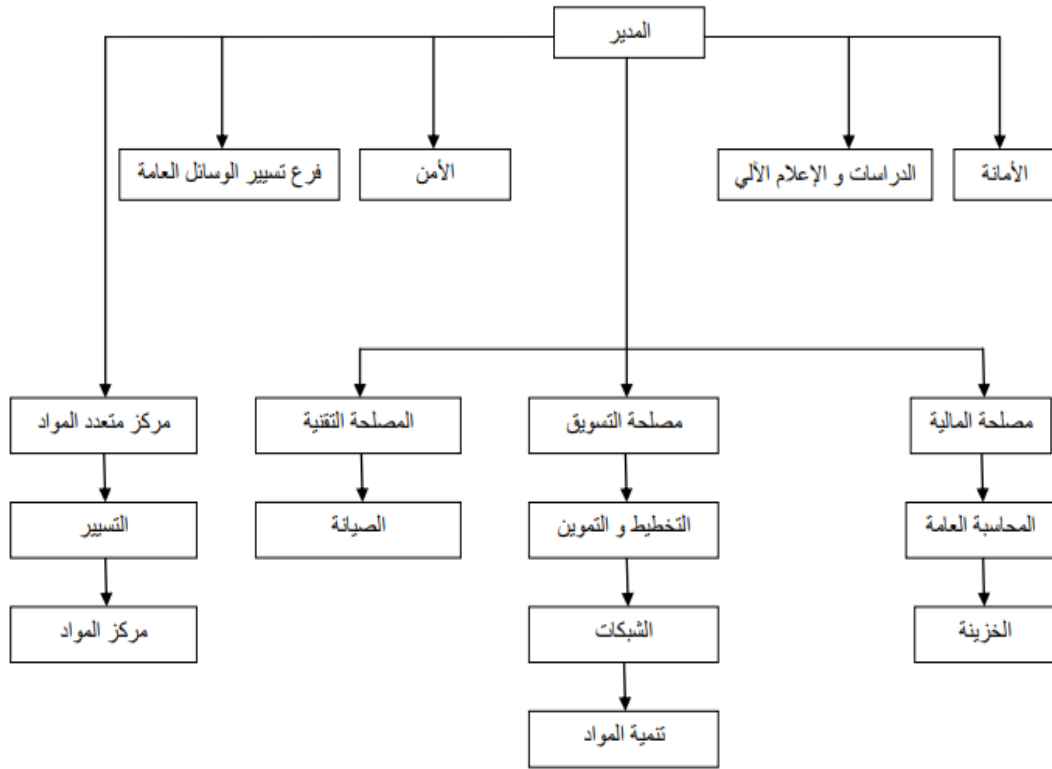 المدير
الأمانة
الدراسات و الإعلام الآلي
الأمن
فرع تسيير الوسائل العامة
مصلحة المالية
مصلحة التسويق
المصلحة التقنية
مركز متعدد المواد
المحاسبة العامة
التخطيط و التموين
الصيانة
التسيير
الخزينة
الشبكات
مركز المواد
تنمية المواد